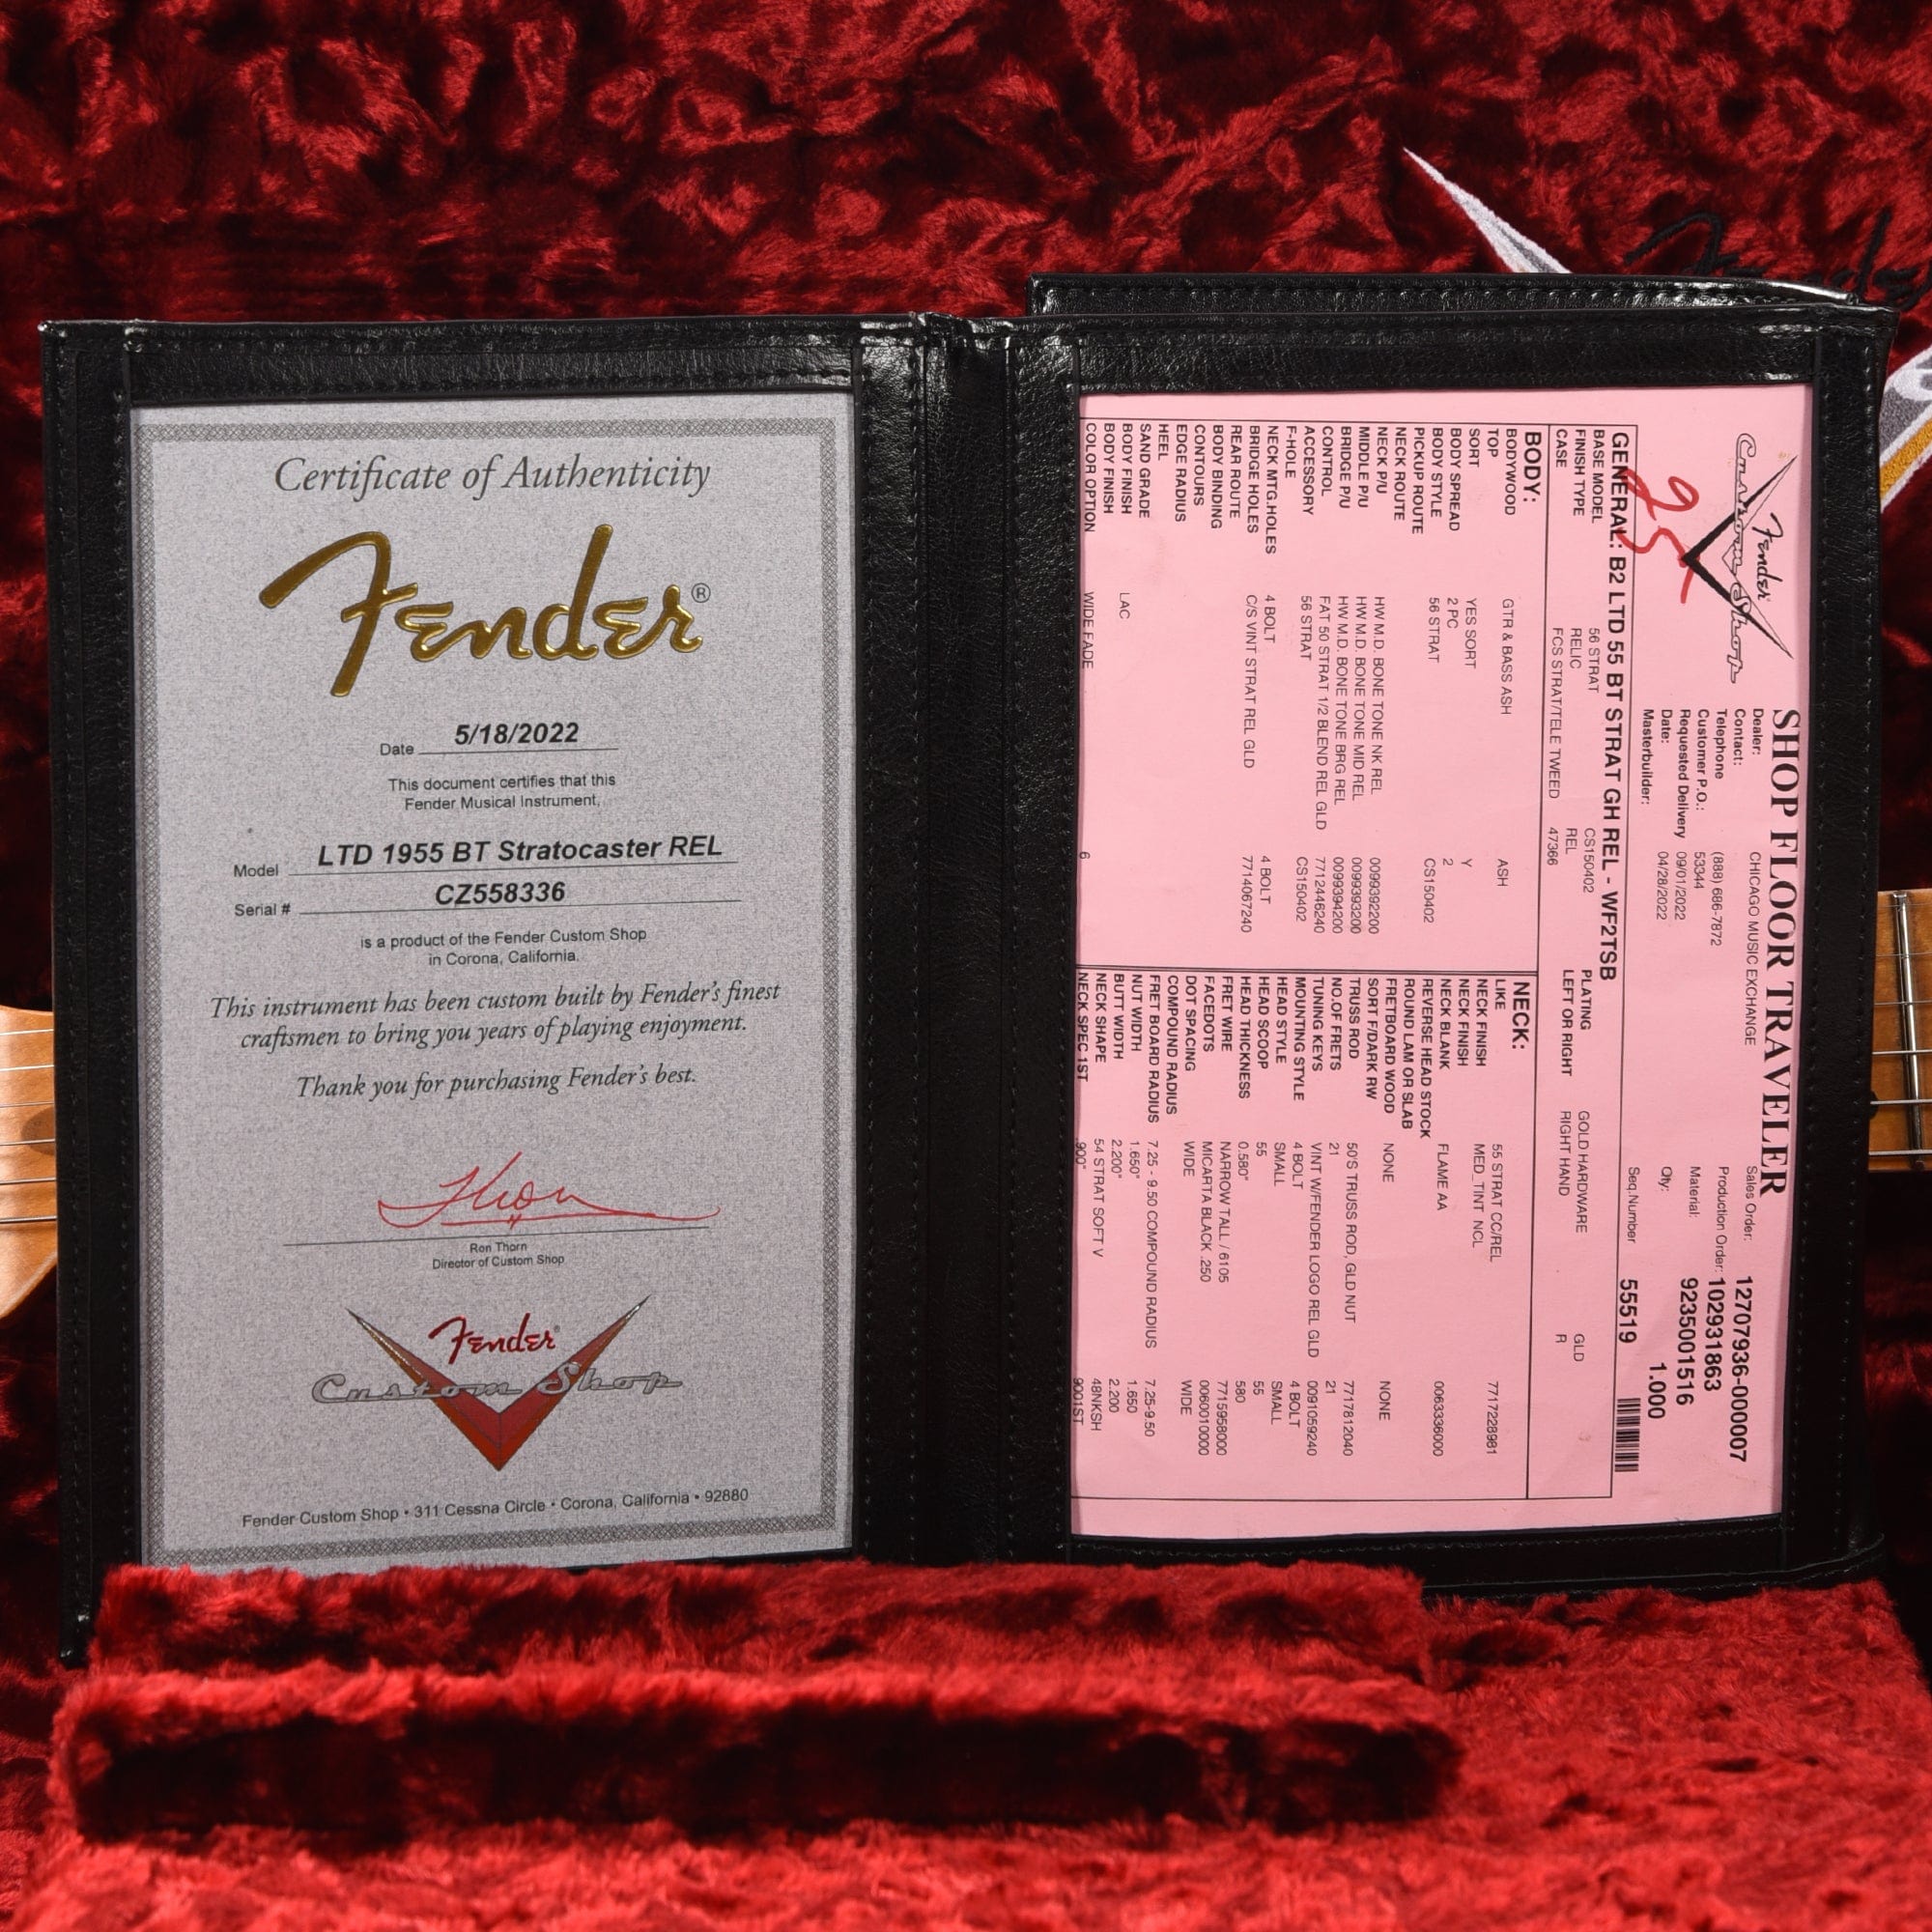 Certificate of Authenticity
Fender®
Date 5/18/2022
This document certifies that this
Fender Musical Instrument,
Model LTD 1955 BT Stratocaster REL
Serial # CZ558336
is a product of the Fender Custom Shop
in Corona, California.
This instrument has been custom built by Fender's finest
craftsmen to bring you years of playing enjoyment.
Thank you for purchasing Fender's best.
Ron Thorn
Director of Custom Shop
Fender®
Custom Shop
Fender Custom Shop • 311 Cessna Circle • Corona, California • 92880
Fender
Fender®
Custom Shop
SHOP FLOOR TRAVELER
Dealer: CHICAGO MUSIC EXCHANGE Sales Order: 12707936-000007
Contact: Production Order: 102931863
Telephone (888) 686-7872 Material: 9235001516
Customer P.O.: 53344 Qty: 1.000
Requested Delivery 09/01/2022
Date: 04/28/2022
Masterbuilder: Seq.Number 55519
GENERAL: B2 LTD 55 BT STRAT GH REL - WF2TSB
BASE MODEL 56 STRAT CS150402 PLATING GOLD HARDWARE GLD
FINISH TYPE RELIC REL LEFT OR RIGHT RIGHT HAND R
CASE FCS STRAT/TELE TWEED 47366
BODY:
BODYWOOD GTR & BASS ASH ASH
TOP
SORT YES SORT Y
BODY SPREAD 2 PC 2
BODY STYLE 56 STRAT CS150402
PICKUP ROUTE
NECK ROUTE
NECK P/U HW M.D. BONE TONE NK REL 0099392200
MIDDLE P/U HW M.D. BONE TONE MID REL 0099393200
BRIDGE P/U HW M.D. BONE TONE BRG REL 0099394200
CONTROL FAT 50 STRAT 1/2 BLEND REL GLD 7712446240
ACCESSORY 56 STRAT CS150402
F-HOLE
NECK MTG.HOLES 4 BOLT 4 BOLT
BRIDGE HOLES C/S VINT STRAT REL GLD 7714067240
REAR ROUTE
BODY BINDING
CONTOURS
EDGE RADIUS
HEEL
SAND GRADE
BODY FINISH LAC
BODY FINISH
COLOR OPTION WIDE FADE 6
NECK:
LIKE 55 STRAT CC/REL 7717228981
NECK FINISH MED_TINT NCL
NECK FINISH
NECK BLANK FLAME AA 0063336000
REVERSE HEAD STOCK
ROUND LAM OR SLAB
FRETBOARD WOOD NONE NONE
SORT F/DARK RW
TRUSS ROD 50'S TRUSS ROD, GLD NUT 7717812040
NO.OF FRETS 21 21
TUNING KEYS VINT W/FENDER LOGO REL GLD 0091059240
MOUNTING STYLE 4 BOLT 4 BOLT
HEAD STYLE SMALL SMALL
HEAD SCOOP 55 55
HEAD THICKNESS 0.580" 580
FRET WIRE NARROW TALL / 6105 7715958000
FACEDOTS MICARTA BLACK .250 0086010000
DOT SPACING WIDE WIDE
COMPOUND RADIUS
FRET BOARD RADIUS 7.25 - 9.50 COMPOUND RADIUS 7.25-9.50
NUT WIDTH 1.650" 1.650
BUTT WIDTH 2.200" 2.200
NECK SHAPE 54 STRAT SOFT V 48NKSH
NECK SPEC 1ST .900" 9001ST